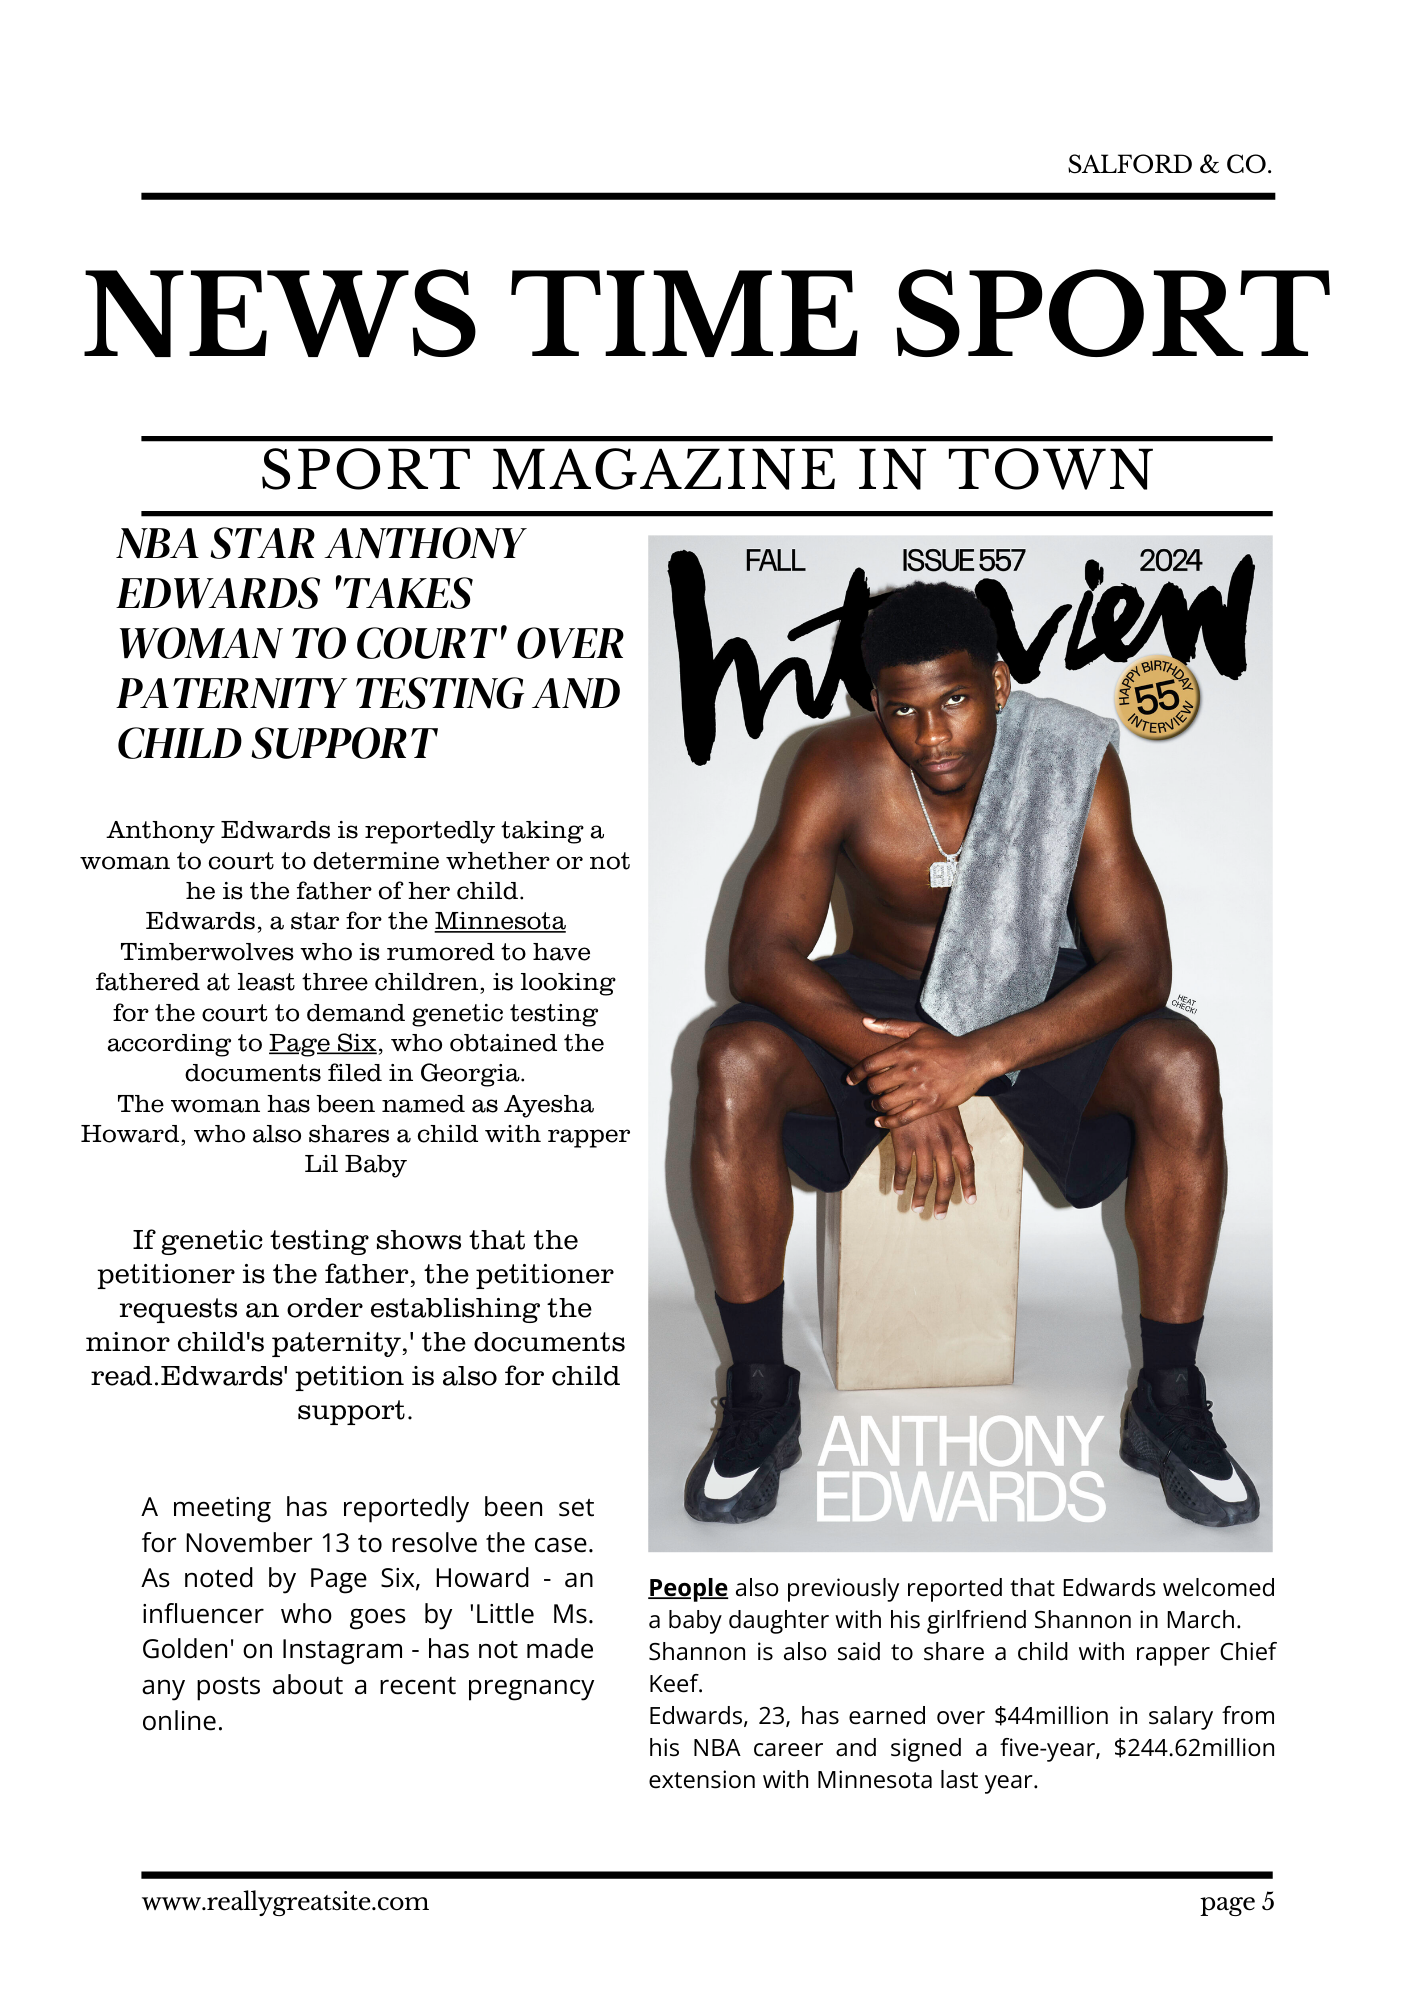 SALFORD & CO.
NEWS TIME SPORT
SPORT MAGAZINE IN TOWN
NBA STAR ANTHONY
EDWARDS 'TAKES
WOMAN TO COURT' OVER
PATERNITY TESTING AND
CHILD SUPPORT
Anthony Edwards is reportedly taking a
woman to court to determine whether or not
he is the father of her child.
Edwards, a star for the Minnesota
Timberwolves who is rumored to have
fathered at least three children, is looking
for the court to demand genetic testing
according to Page Six, who obtained the
documents filed in Georgia.
The woman has been named as Ayesha
Howard, who also shares a child with rapper
Lil Baby
If genetic testing shows that the
petitioner is the father, the petitioner
requests an order establishing the
minor child's paternity,' the documents
read.Edwards' petition is also for child
support.
A meeting has reportedly been set
for November 13 to resolve the case.
As noted by Page Six, Howard - an
influencer who goes by 'Little Ms.
Golden' on Instagram - has not made
any posts about a recent pregnancy
online.
FALL ISSUE 557 2024
Interview
HAPPY BIRTHDAY
55
INTERVIEW
HEAT
CHECK!
ANTHONY
EDWARDS
People also previously reported that Edwards welcomed
a baby daughter with his girlfriend Shannon in March.
Shannon is also said to share a child with rapper Chief
Keef.
Edwards, 23, has earned over $44million in salary from
his NBA career and signed a five-year, $244.62million
extension with Minnesota last year.
www.reallygreatsite.com
page 5